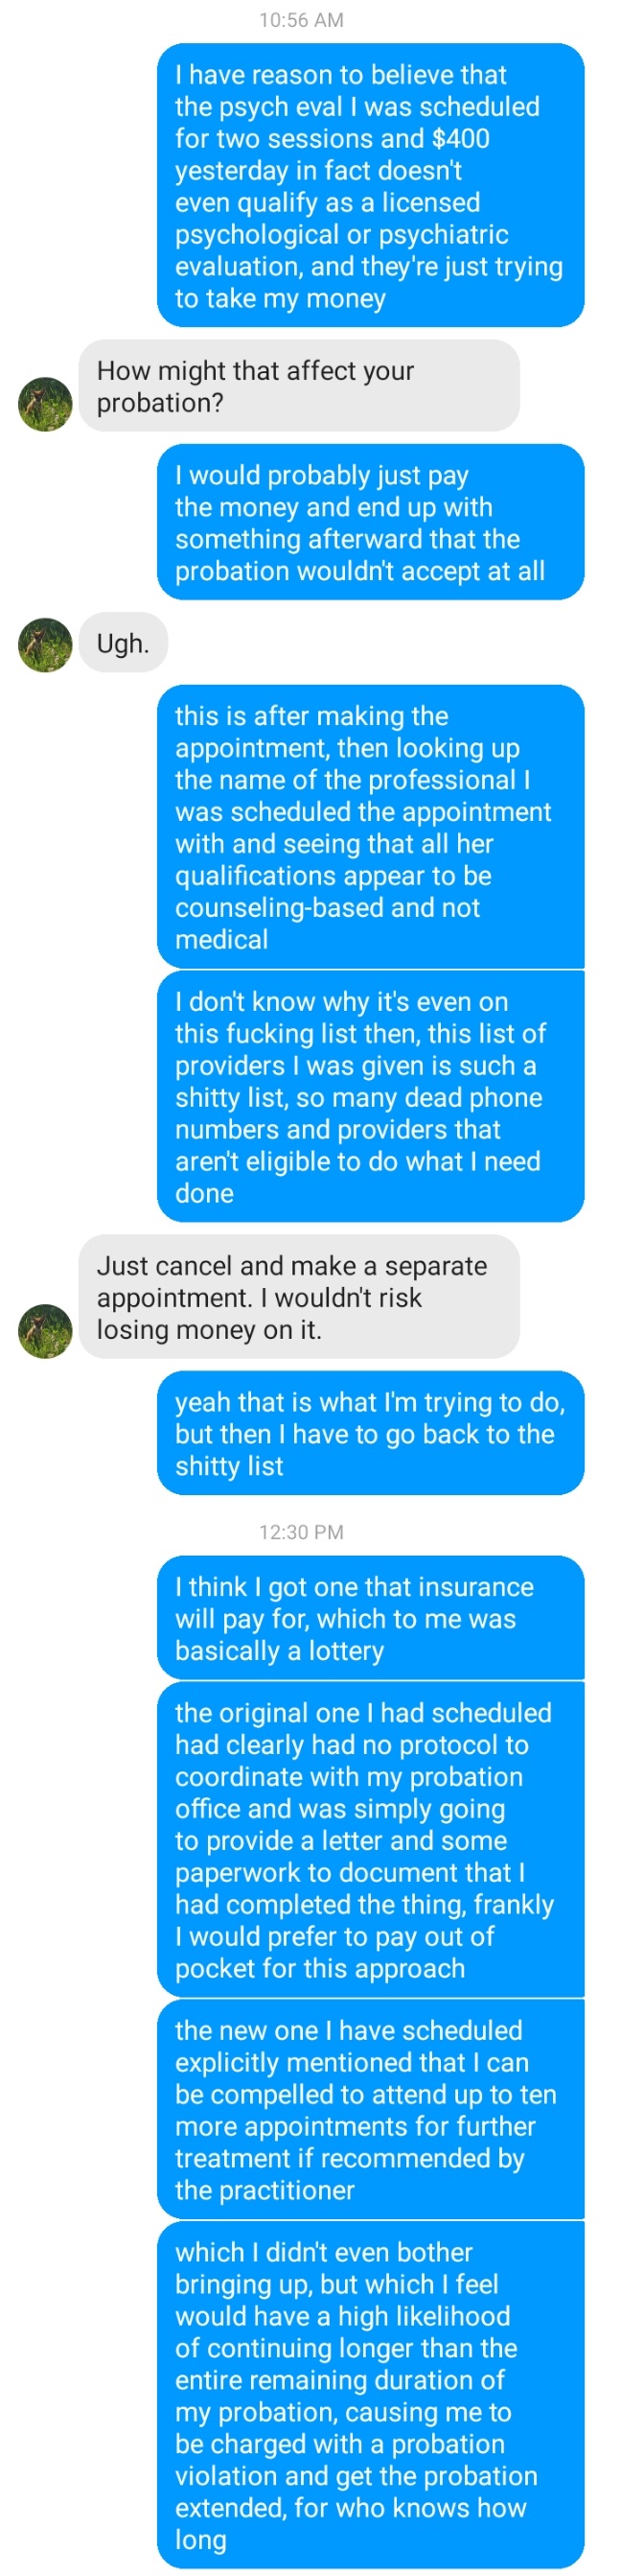 10:56 AM
I have reason to believe that
the psych eval I was scheduled
for two sessions and $400
yesterday in fact doesn't
even qualify as a licensed
psychological or psychiatric
evaluation, and they're just trying
to take my money
How might that affect your
probation?
I would probably just pay
the money and end up with
something afterward that the
probation wouldn't accept at all
Ugh.
this is after making the
appointment, then looking up
the name of the professional I
was scheduled the appointment
with and seeing that all her
qualifications appear to be
counseling-based and not
medical
I don't know why it's even on
this fucking list then, this list of
providers I was given is such a
shitty list, so many dead phone
numbers and providers that
aren't eligible to do what I need
done
Just cancel and make a separate
appointment. I wouldn't risk
losing money on it.
yeah that is what I'm trying to do,
but then I have to go back to the
shitty list
12:30 PM
I think I got one that insurance
will pay for, which to me was
basically a lottery
the original one I had scheduled
had clearly had no protocol to
coordinate with my probation
office and was simply going
to provide a letter and some
paperwork to document that I
had completed the thing, frankly
I would prefer to pay out of
pocket for this approach
the new one I have scheduled
explicitly mentioned that I can
be compelled to attend up to ten
more appointments for further
treatment if recommended by
the practitioner
which I didn't even bother
bringing up, but which I feel
would have a high likelihood
of continuing longer than the
entire remaining duration of
my probation, causing me to
be charged with a probation
violation and get the probation
extended, for who knows how
long